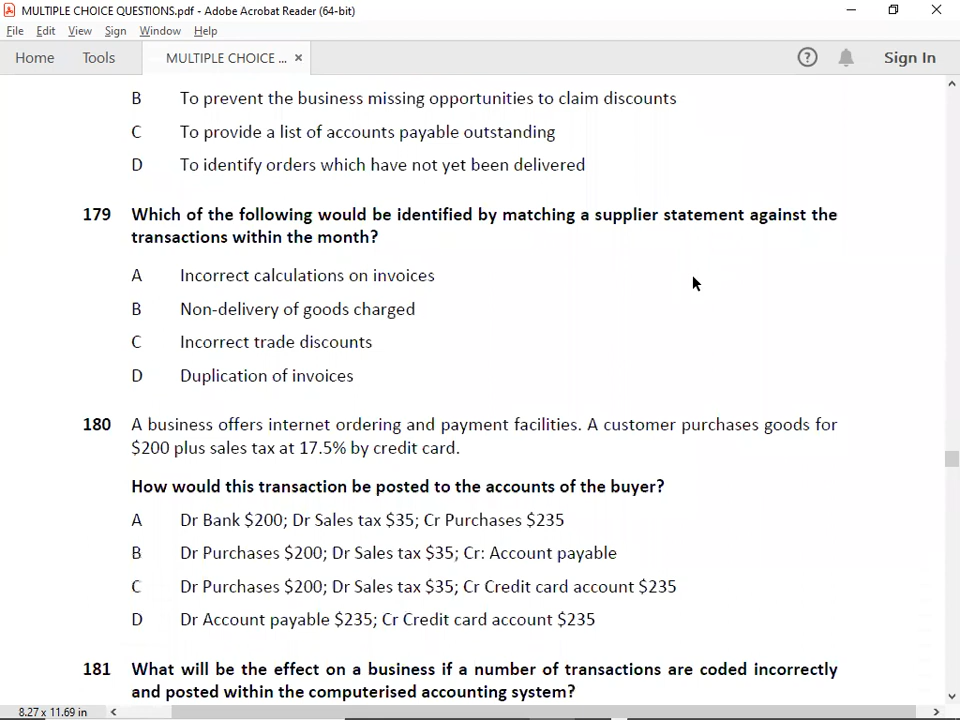 MULTIPLE CHOICE QUESTIONS.pdf - Adobe Acrobat Reader (64-bit)
File Edit View Window Sign Help
Home Tools MULTIPLE CHOICE ... × ? Sign In
B To prevent the business missing opportunities to claim discounts
C To provide a list of accounts payable outstanding
D To identify orders which have not yet been delivered
179 Which of the following would be identified by matching a supplier statement against the
transactions within the month?
A Incorrect calculations on invoices
B Non-delivery of goods charged
C Incorrect trade discounts
D Duplication of invoices
180 A business offers internet ordering and payment facilities. A customer purchases goods for
$200 plus sales tax at 17.5% by credit card.
How would this transaction be posted to the accounts of the buyer?
A Dr Bank $200; Dr Sales tax $35; Cr Purchases $235
B Dr Purchases $200; Dr Sales tax $35; Cr: Account payable
C Dr Purchases $200; Dr Sales tax $35; Cr Credit card account $235
D Dr Account payable $235; Cr Credit card account $235
181 What will be the effect on a business if a number of transactions are coded incorrectly
and posted within the computerised accounting system?
8.27 x 11.69 in